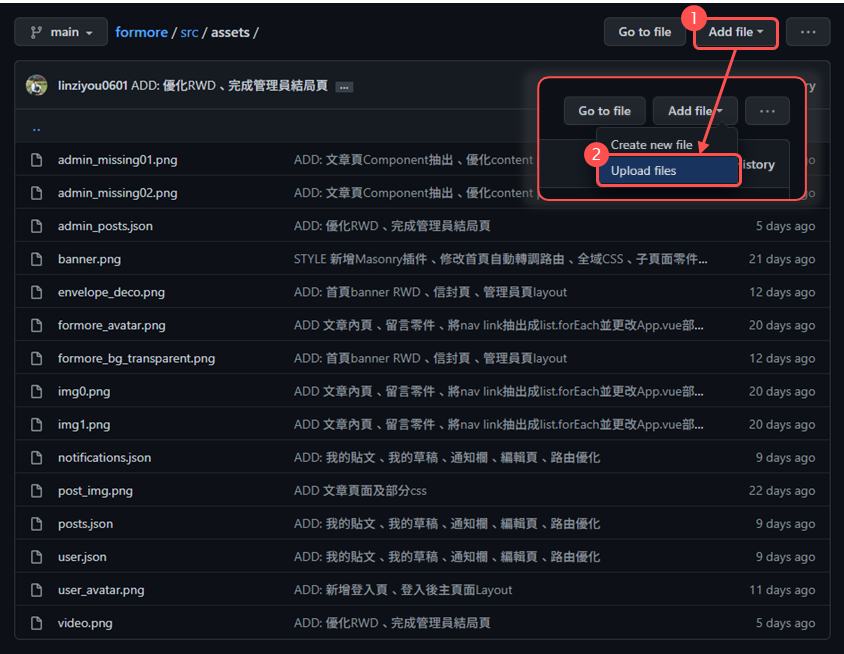 main formore / src / assets / Go to file Add file ...
1
linziyou0601 ADD: 優化RWD、完成管理員結局頁 ...
Go to file Add file ...
Create new file
2
Upload files
..
admin_missing01.png ADD: 文章頁Component抽出、優化content
admin_missing02.png ADD: 文章頁Component抽出、優化content
admin_posts.json ADD: 優化RWD、完成管理員結局頁 5 days ago
banner.png STYLE 新增Masonry插件、修改首頁自動轉調路由、全域CSS、子頁面零件... 21 days ago
envelope_deco.png ADD: 首頁banner RWD、信封頁、管理員頁layout 12 days ago
formore_avatar.png ADD 文章內頁、留言零件、將nav link抽出成list.forEach並更改App.vue部... 20 days ago
formore_bg_transparent.png ADD: 首頁banner RWD、信封頁、管理員頁layout 12 days ago
img0.png ADD 文章內頁、留言零件、將nav link抽出成list.forEach並更改App.vue部... 20 days ago
img1.png ADD 文章內頁、留言零件、將nav link抽出成list.forEach並更改App.vue部... 20 days ago
notifications.json ADD: 我的貼文、我的草稿、通知欄、編輯頁、路由優化 9 days ago
post_img.png ADD 文章頁面及部分css 22 days ago
posts.json ADD: 我的貼文、我的草稿、通知欄、編輯頁、路由優化 9 days ago
user.json ADD: 我的貼文、我的草稿、通知欄、編輯頁、路由優化 9 days ago
user_avatar.png ADD: 新增登入頁、登入後主頁面Layout 11 days ago
video.png ADD: 優化RWD、完成管理員結局頁 5 days ago